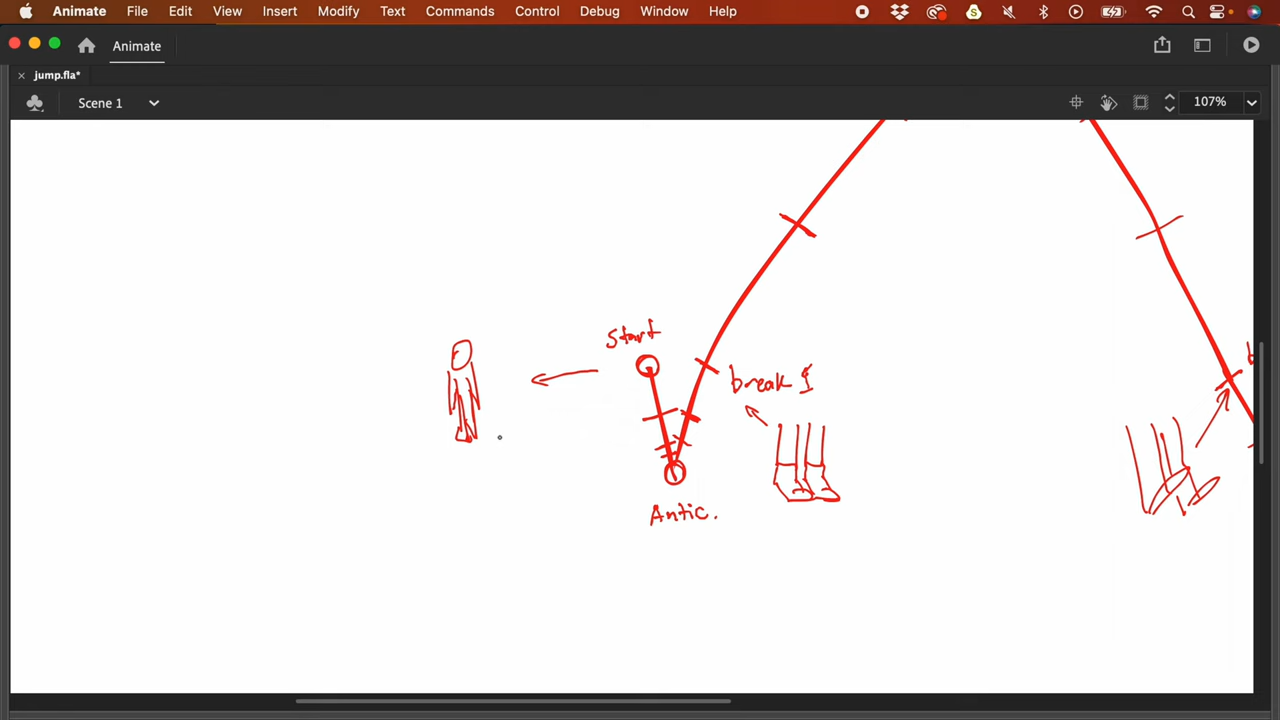 Animate File Edit View Insert Modify Text Commands Control Debug Window Help
Animate
jump.fla*
Scene 1
107%
start
break
Antic.